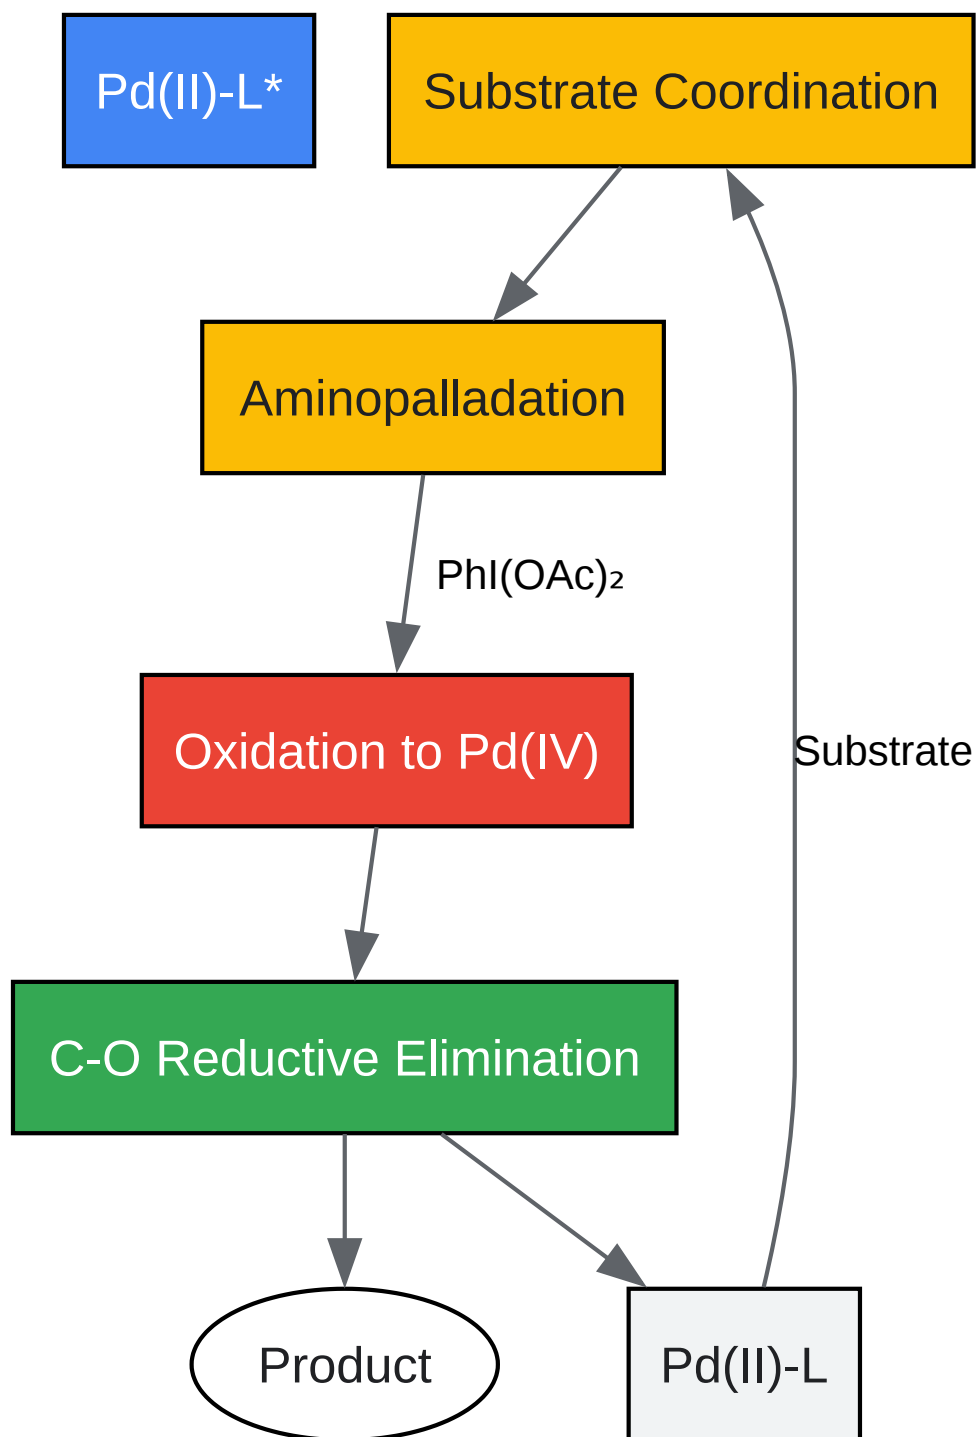 Pd(II)-L*
Substrate Coordination
Aminopalladation
PhI(OAc)₂
Oxidation to Pd(IV)
Substrate
C-O Reductive Elimination
Product
Pd(II)-L